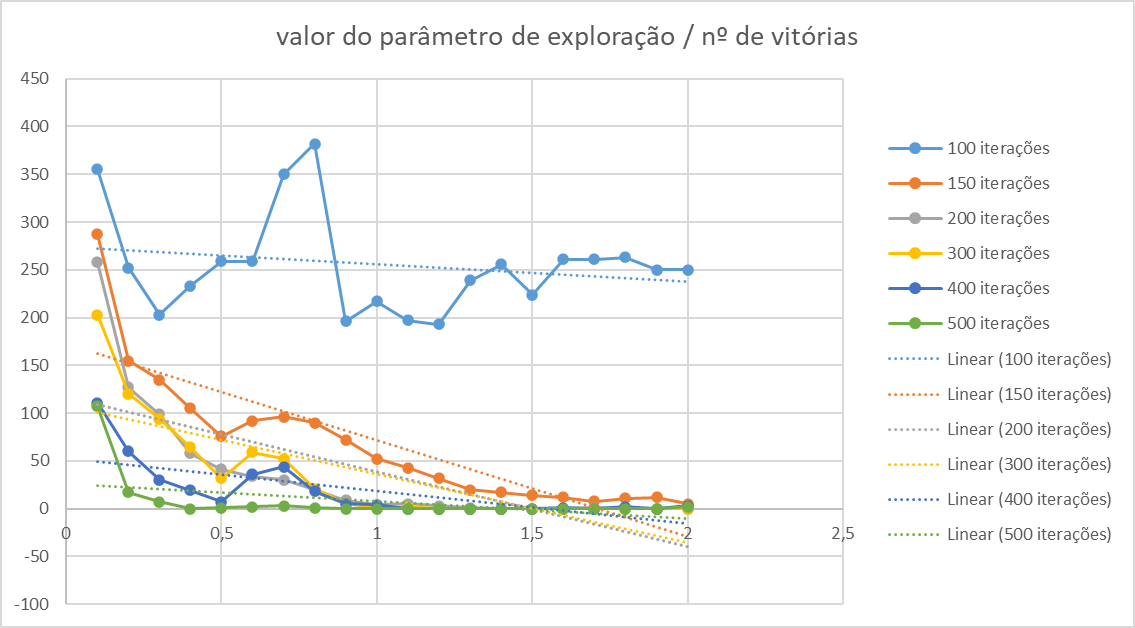 valor do parâmetro de exploração / nº de vitórias
450
400
350
300
250
200
150
100
50
0
-50
-100
0
0,5
1
1,5
2
2,5
100 iterações
150 iterações
200 iterações
300 iterações
400 iterações
500 iterações
Linear (100 iterações)
Linear (150 iterações)
Linear (200 iterações)
Linear (300 iterações)
Linear (400 iterações)
Linear (500 iterações)